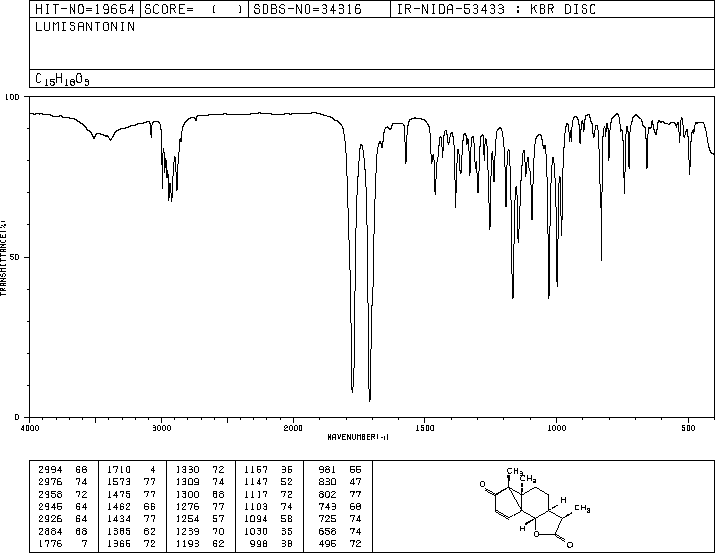 HIT-NO=19654 SCORE= ( ) SDBS-NO=34316 IR-NIDA-53433 : KBR DISC
LUMISANTONIN
C15H18O3
100
50
0
TRANSMITTANCE(%)
4000 3000 2000 1500 1000 500
WAVENUMBER(-1)
2994 68 1710 4 1330 72 1167 35 981 55
2976 74 1573 77 1309 74 1147 52 830 47
2958 72 1475 77 1300 68 1117 72 802 77
2945 64 1462 66 1276 77 1103 74 743 68
2926 64 1434 77 1254 57 1094 58 725 74
2884 68 1385 62 1239 70 1030 35 658 74
1776 7 1366 72 1193 62 998 38 495 72
CH3
CH3
O
H
CH3
H
O
O